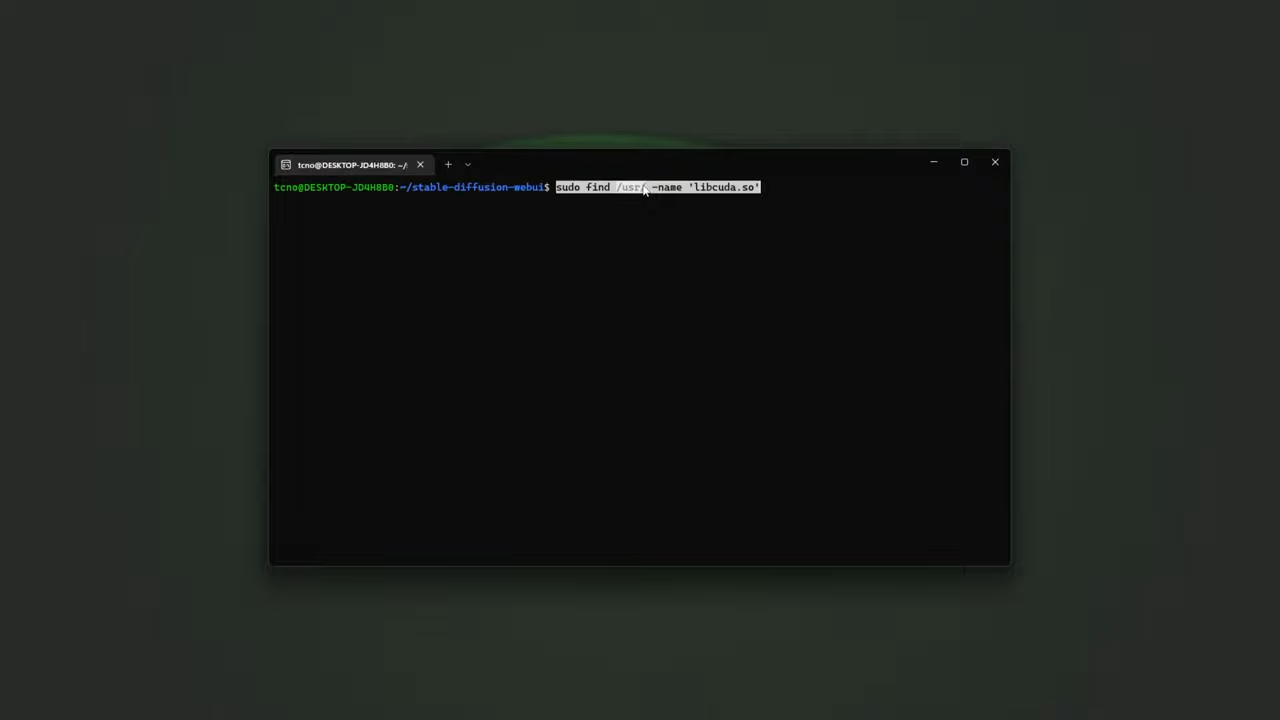 tcno@DESKTOP-JD4H8B0: ~/
tcno@DESKTOP-JD4H8B0:~/stable-diffusion-webui$ sudo find /usr/ -name 'libcuda.so'